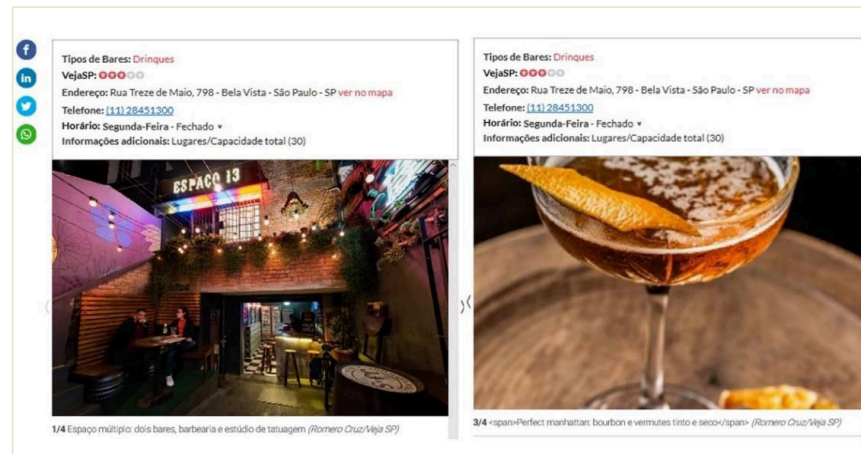 Tipos de Bares: Drinques
VejaSP:
Endereço: Rua Treze de Maio, 798 - Bela Vista - São Paulo - SP ver no mapa
Telefone: (11) 28451300
Horário: Segunda-Feira - Fechado
Informações adicionais: Lugares/Capacidade total (30)
ESPAÇO 13
1/4 Espaço múltiplo: dois bares, barbearia e estúdio de tatuagem (Romero Cruz/Veja SP)
Tipos de Bares: Drinques
VejaSP:
Endereço: Rua Treze de Maio, 798 - Bela Vista - São Paulo - SP ver no mapa
Telefone: (11) 28451300
Horário: Segunda-Feira - Fechado
Informações adicionais: Lugares/Capacidade total (30)
3/4 <span>Perfect manhattan: bourbon e vermutes tinto e seco</span> (Romero Cruz/Veja SP)